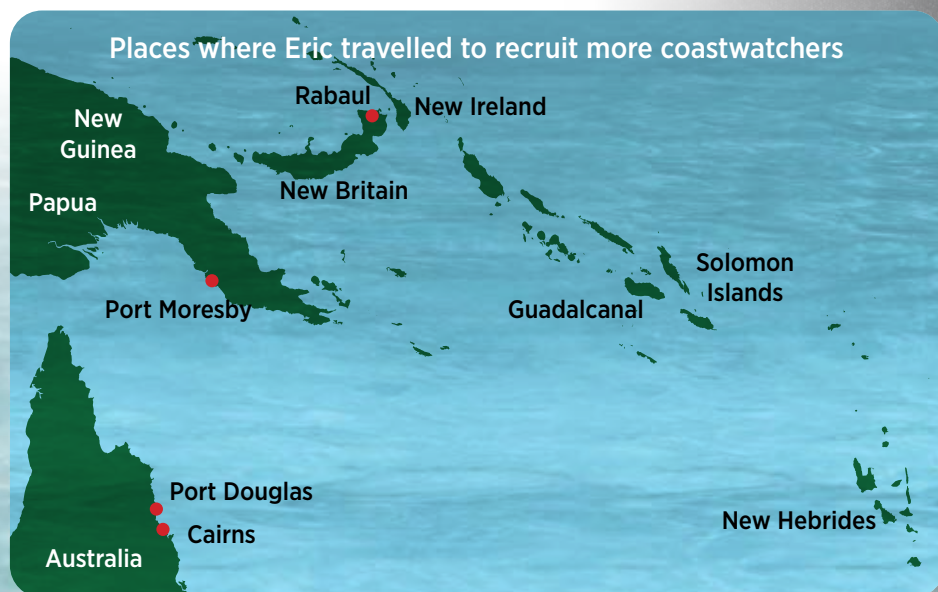 Places where Eric travelled to recruit more coastwatchers
Rabaul
New Ireland
New
Guinea
New Britain
Papua
Solomon
Islands
Port Moresby
Guadalcanal
Port Douglas
Cairns
New Hebrides
Australia